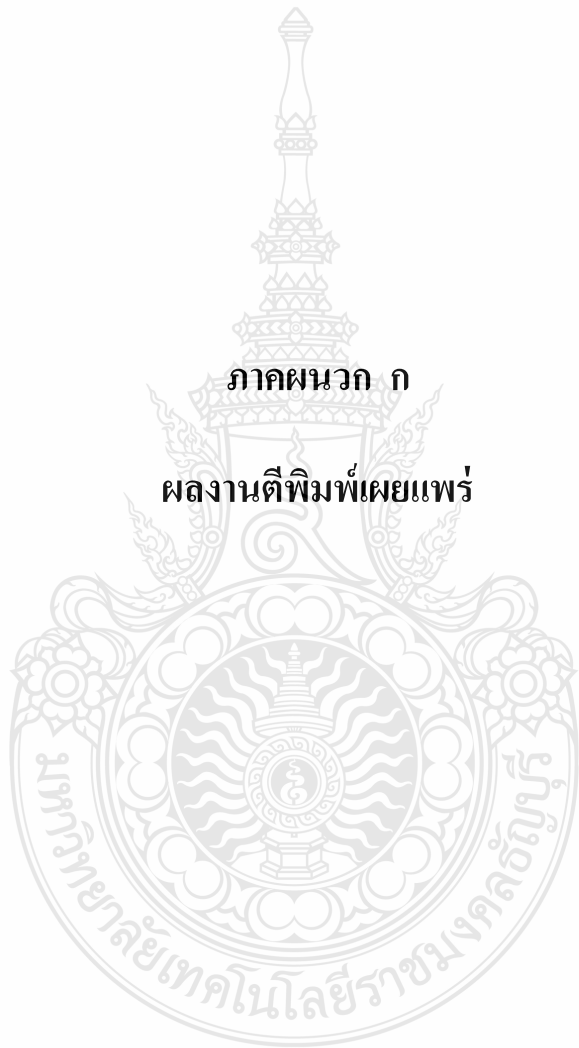 ภาคผนวก ก
ผลงานตีพิมพ์เผยแพร่
มหาวิทยาลัยเทคโนโลยีราชมงคลธัญบุรี